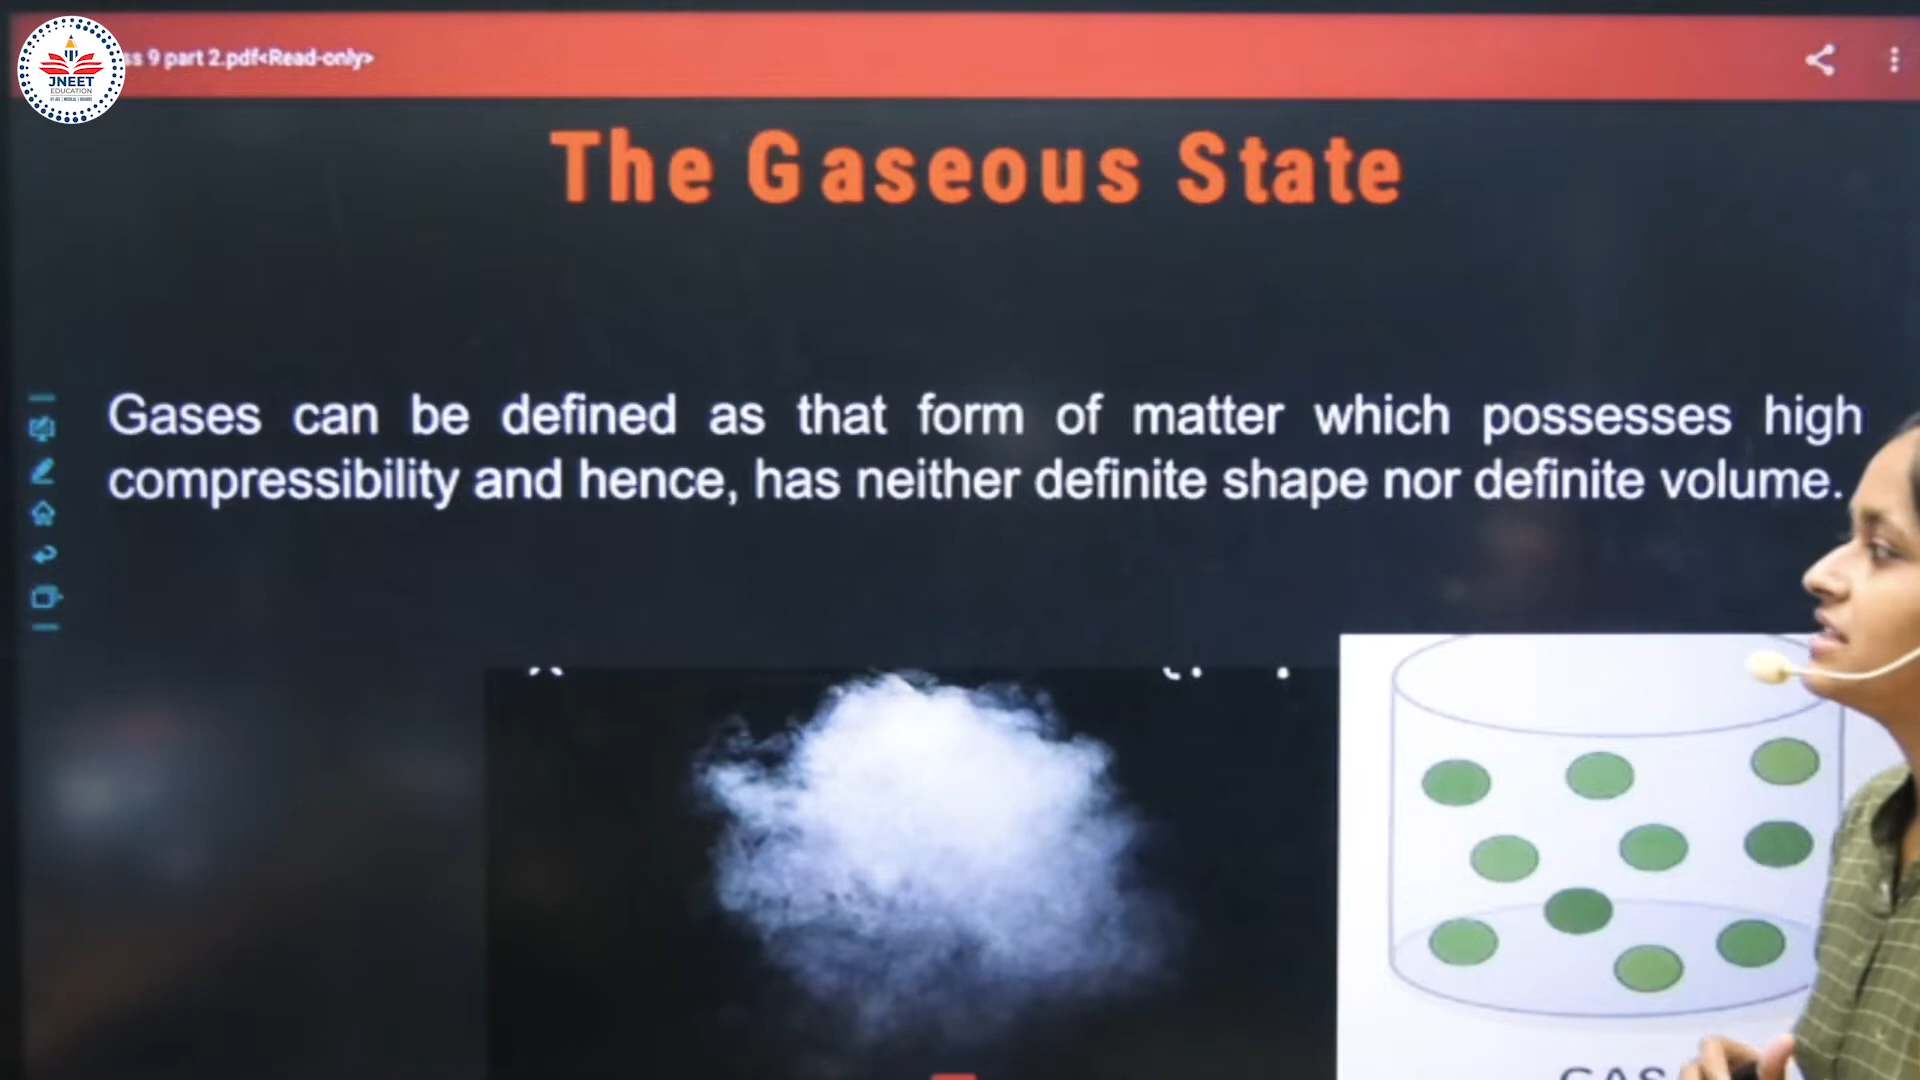 JNEET
EDUCATION
ss 9 part 2.pdf<Read-only>
The Gaseous State
Gases can be defined as that form of matter which possesses high
compressibility and hence, has neither definite shape nor definite volume.